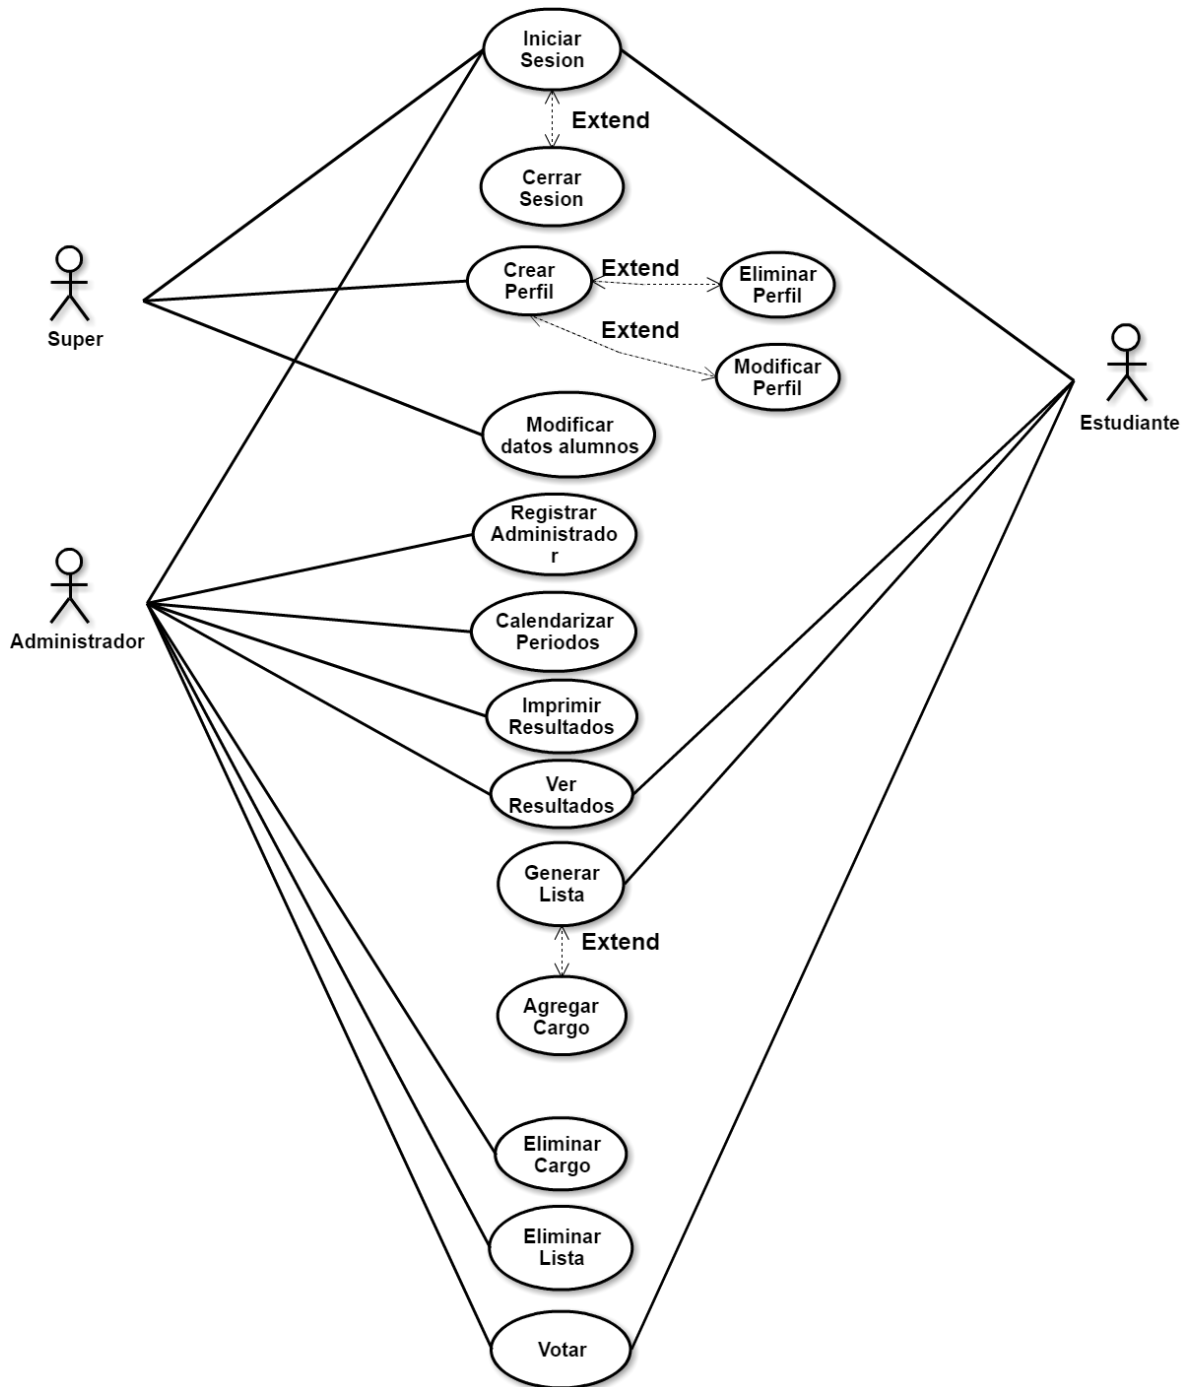 Iniciar
Sesion
Extend
Cerrar
Sesion
Crear
Perfil
Extend
Eliminar
Perfil
Super
Extend
Modificar
Perfil
Estudiante
Modificar
datos alumnos
Registrar
Administrado
r
Administrador
Calendarizar
Periodos
Imprimir
Resultados
Ver
Resultados
Generar
Lista
Extend
Agregar
Cargo
Eliminar
Cargo
Eliminar
Lista
Votar